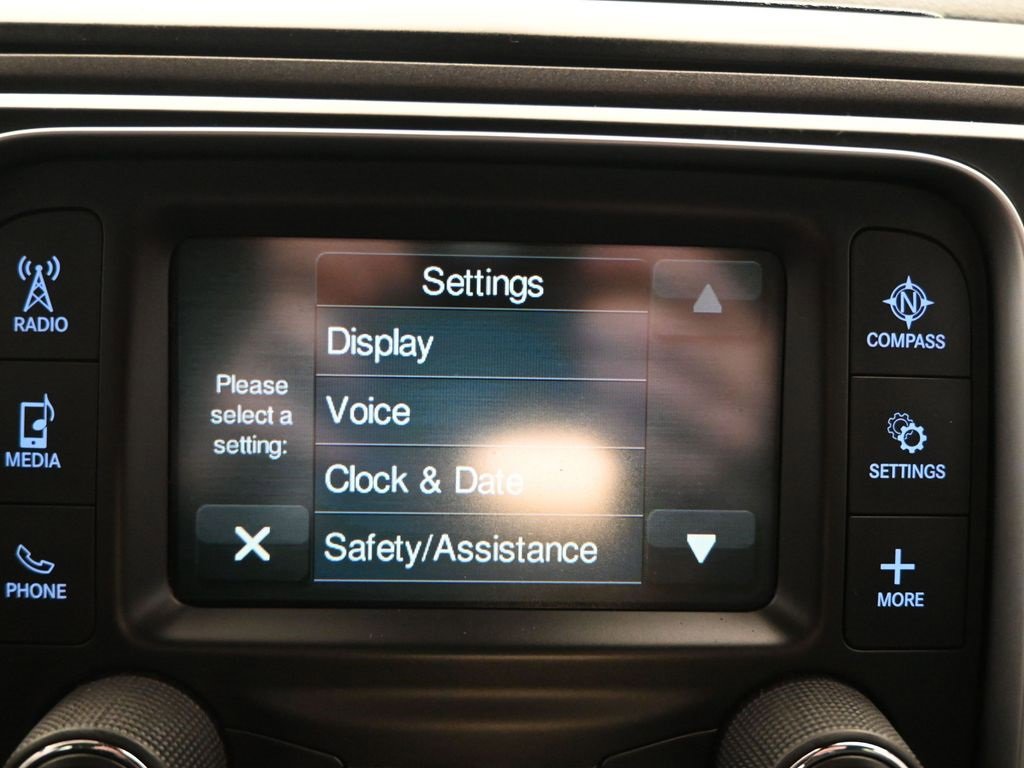 RADIO
MEDIA
PHONE
Settings
Display
Voice
Clock & Date
Safety/Assistance
Please
select a
setting:
N
COMPASS
SETTINGS
MORE